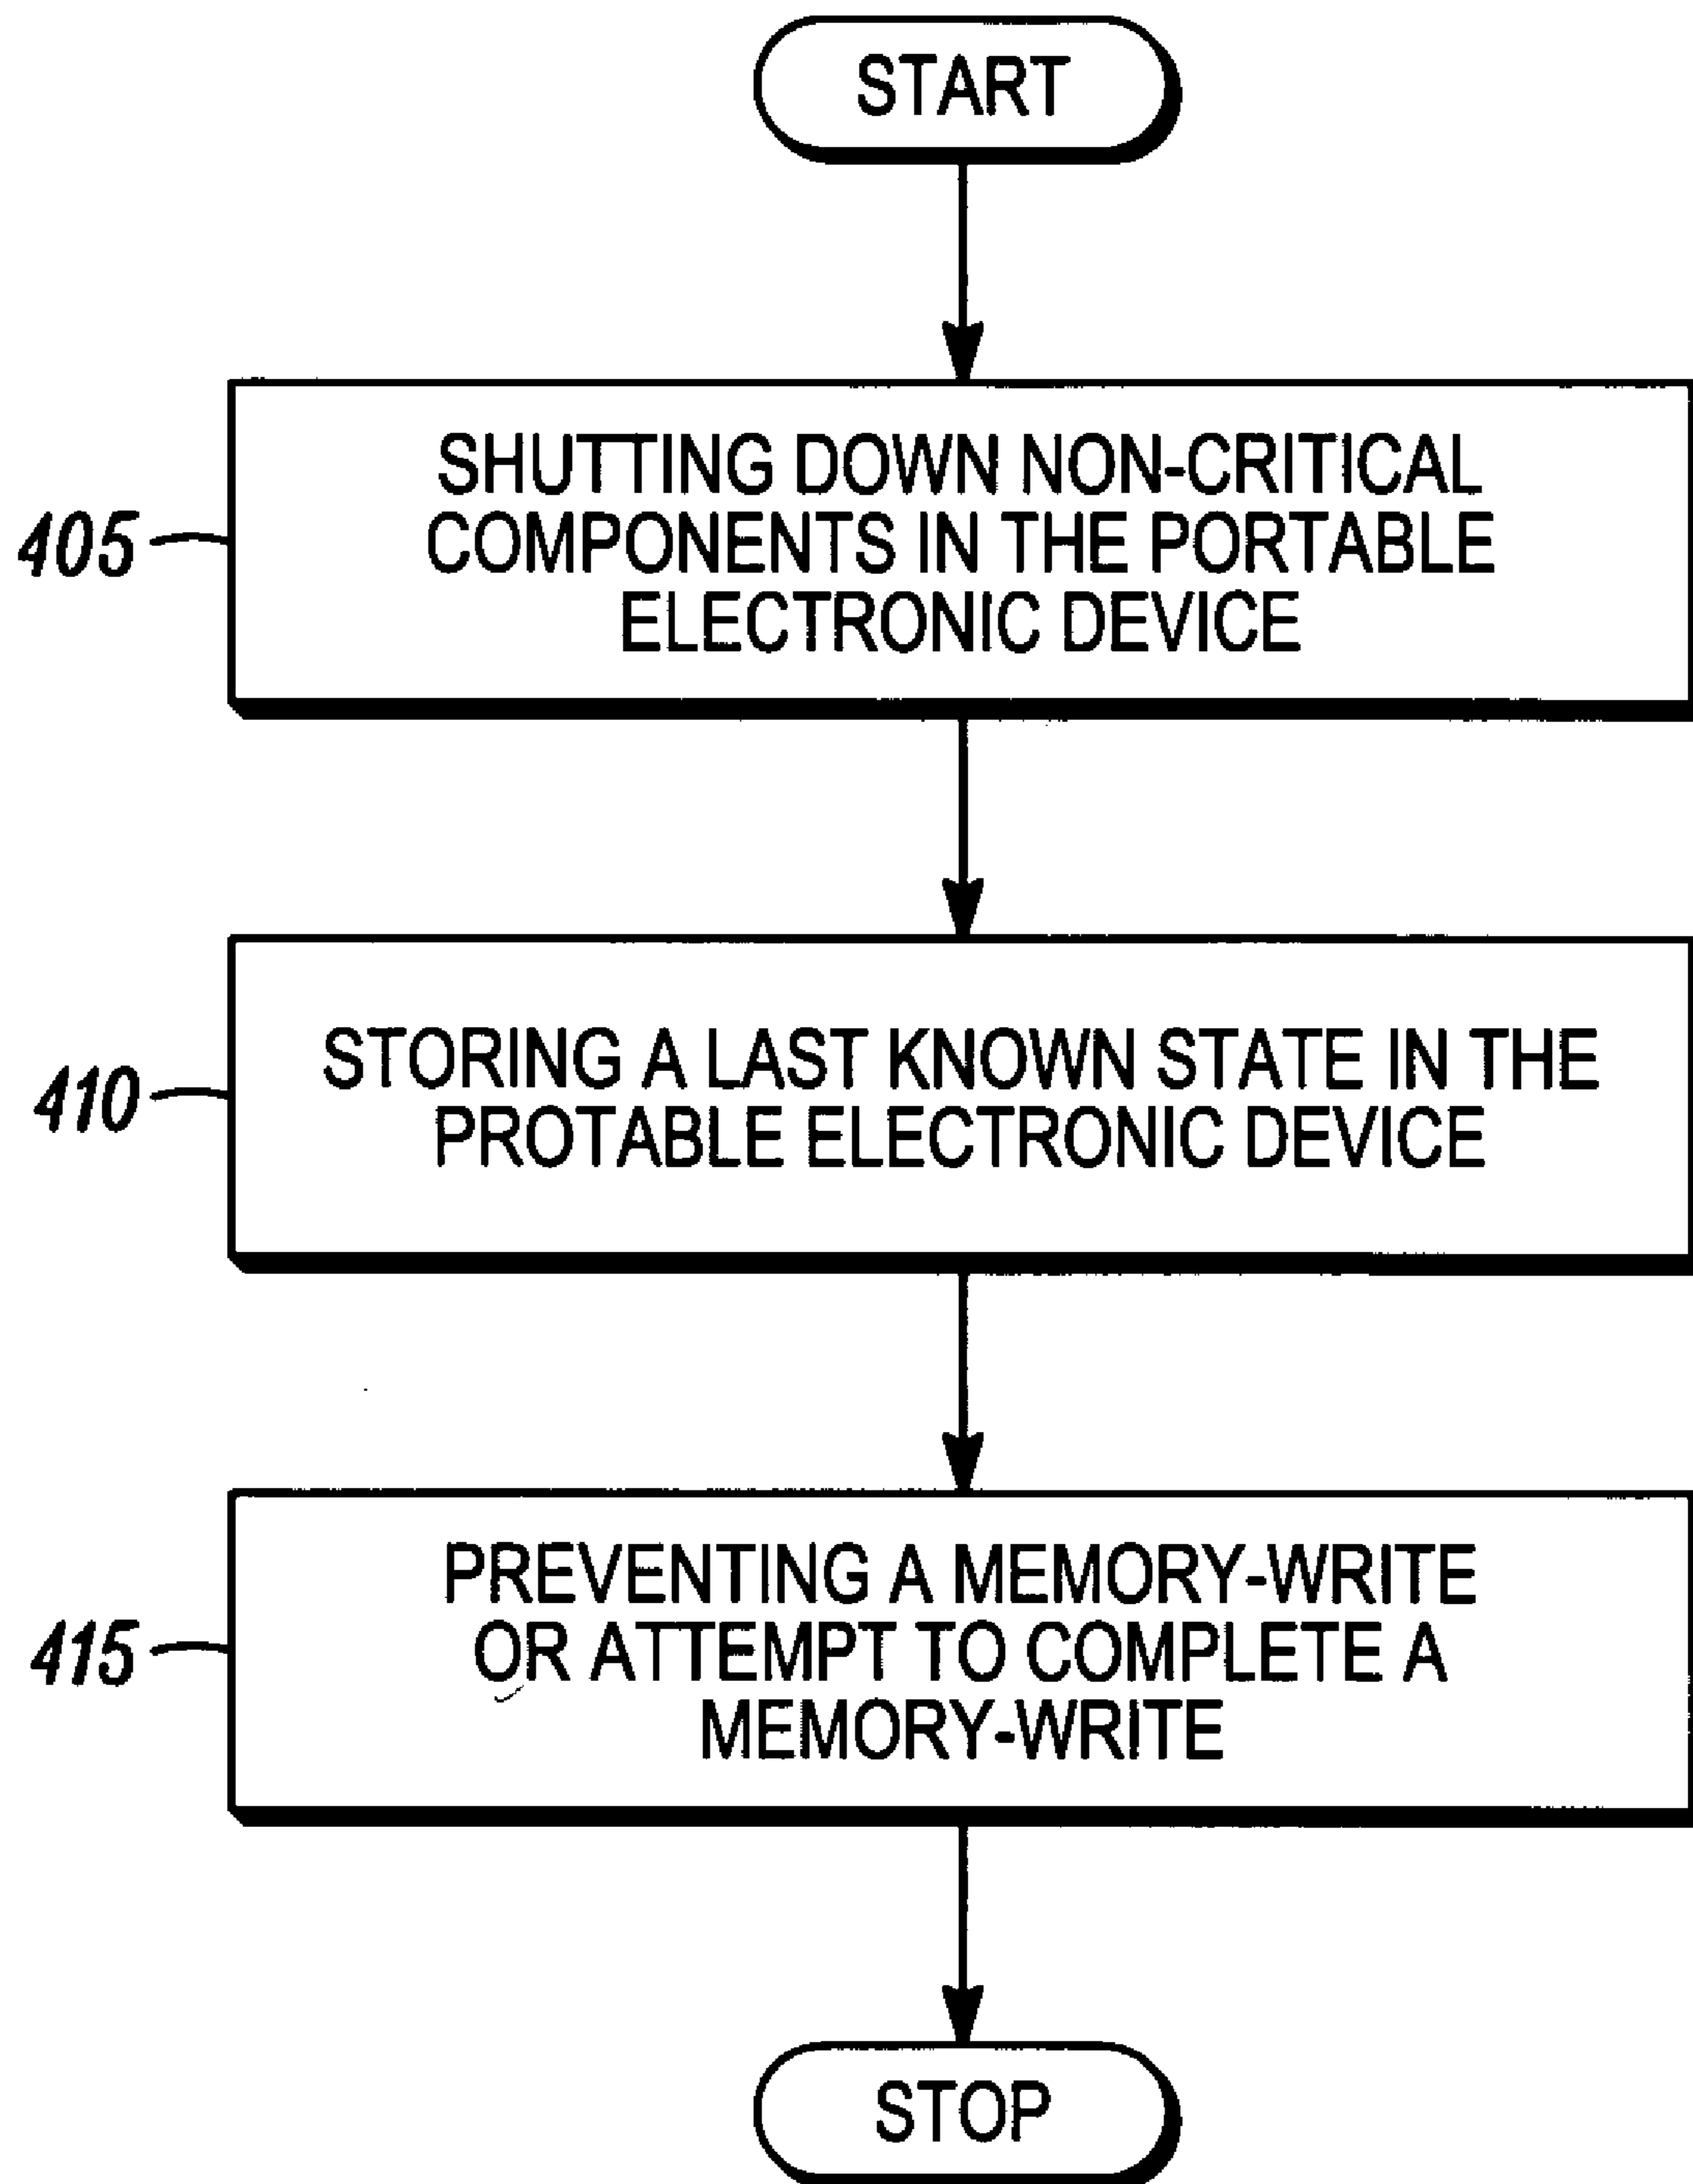 START
SHUTTING DOWN NON-CRITICAL
COMPONENTS IN THE PORTABLE
ELECTRONIC DEVICE
405
STORING A LAST KNOWN STATE IN THE
PROTABLE ELECTRONIC DEVICE
410
PREVENTING A MEMORY-WRITE
OR ATTEMPT TO COMPLETE A
MEMORY-WRITE
415
STOP